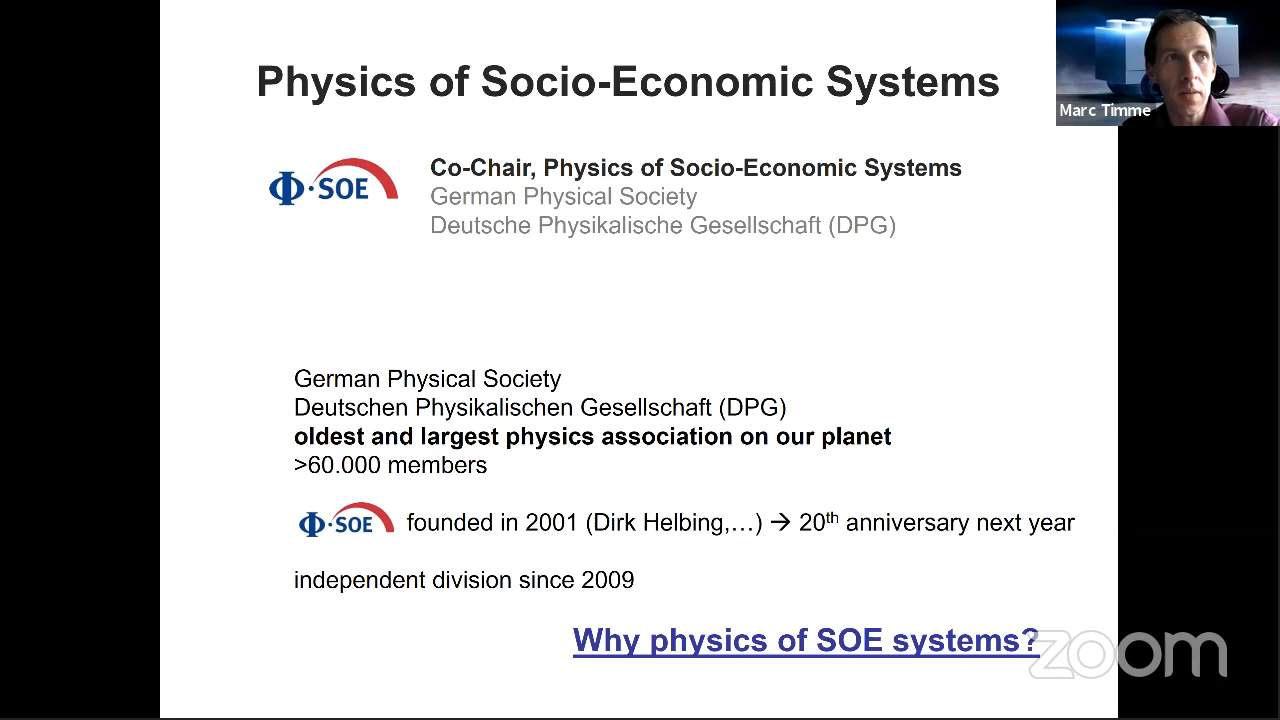 Physics of Socio-Economic Systems
Marc Timme
Φ·SOE
Co-Chair, Physics of Socio-Economic Systems
German Physical Society
Deutsche Physikalische Gesellschaft (DPG)
German Physical Society
Deutschen Physikalischen Gesellschaft (DPG)
oldest and largest physics association on our planet
>60.000 members
Φ·SOE founded in 2001 (Dirk Helbing,…) → 20th anniversary next year
independent division since 2009
Why physics of SOE systems?
zoom